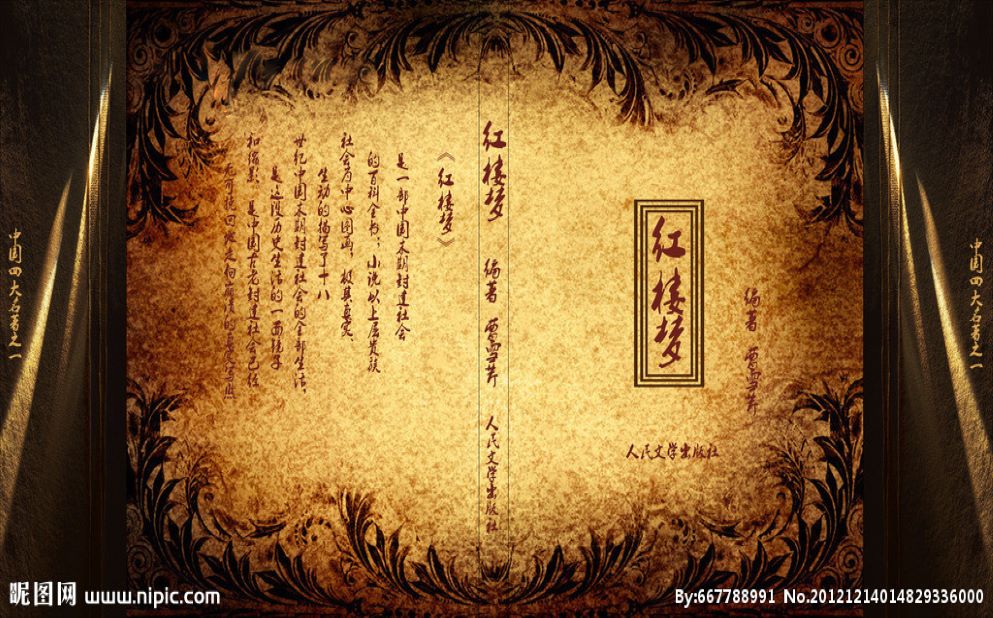 中国四大名著之一
编著 曹雪芹
红楼梦
人民文学出版社
红楼梦 编著 曹雪芹 人民文学出版社
《红楼梦》
是一部中国末期封建社会
的百科全书；小说以上层贵族
社会为中心图画，极其真实、
生动的描写了十八
世纪中国末期封建社会的全部生活，
是这段历史生活的一面镜子
和缩影、是中国古老封建社会已经
无可挽回地走向崩溃的
中国四大名著之一
昵图网 www.nipic.com
By:667788991 No.20121214014829336000